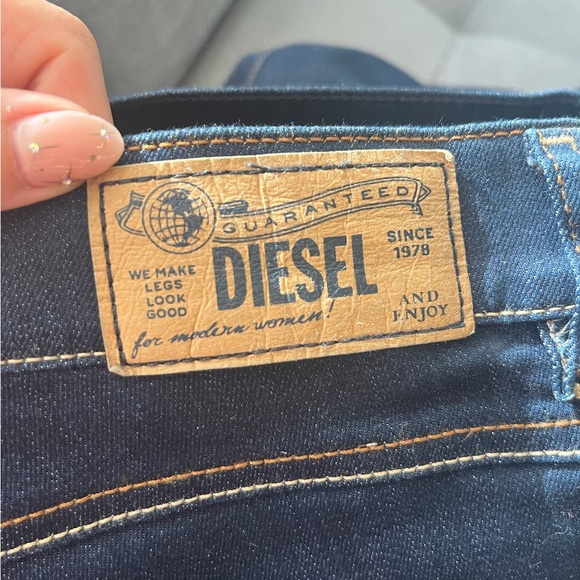 GUARANTEED
DIESEL
SINCE
1978
WE MAKE
LEGS
LOOK
GOOD
AND
ENJOY
for modern women!